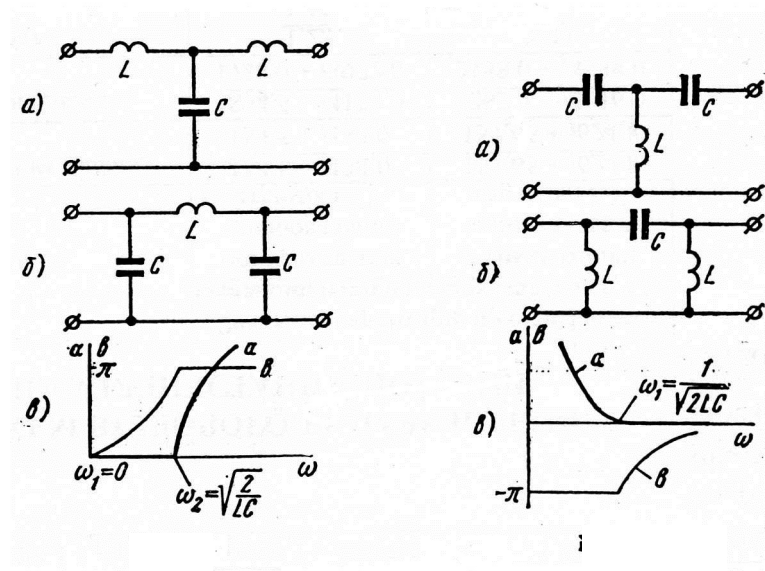 L L
C
а)
L
C C
б)
a в
π
a
в
в)
ω₁=0
ω₂=√(2/LC)
ω
C C
L
а)
C
L L
б)
a в
a
ω₁=1/√(2LC)
в)
ω
-π
в